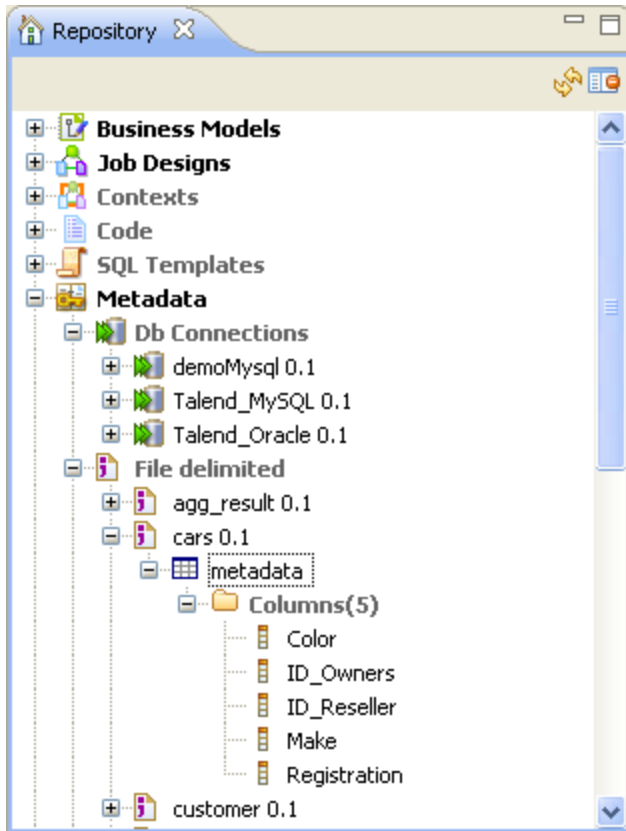 Repository
Business Models
Job Designs
Contexts
Code
SQL Templates
Metadata
Db Connections
demoMysql 0.1
Talend_MySQL 0.1
Talend_Oracle 0.1
File delimited
agg_result 0.1
cars 0.1
metadata
Columns(5)
Color
ID_Owners
ID_Reseller
Make
Registration
customer 0.1